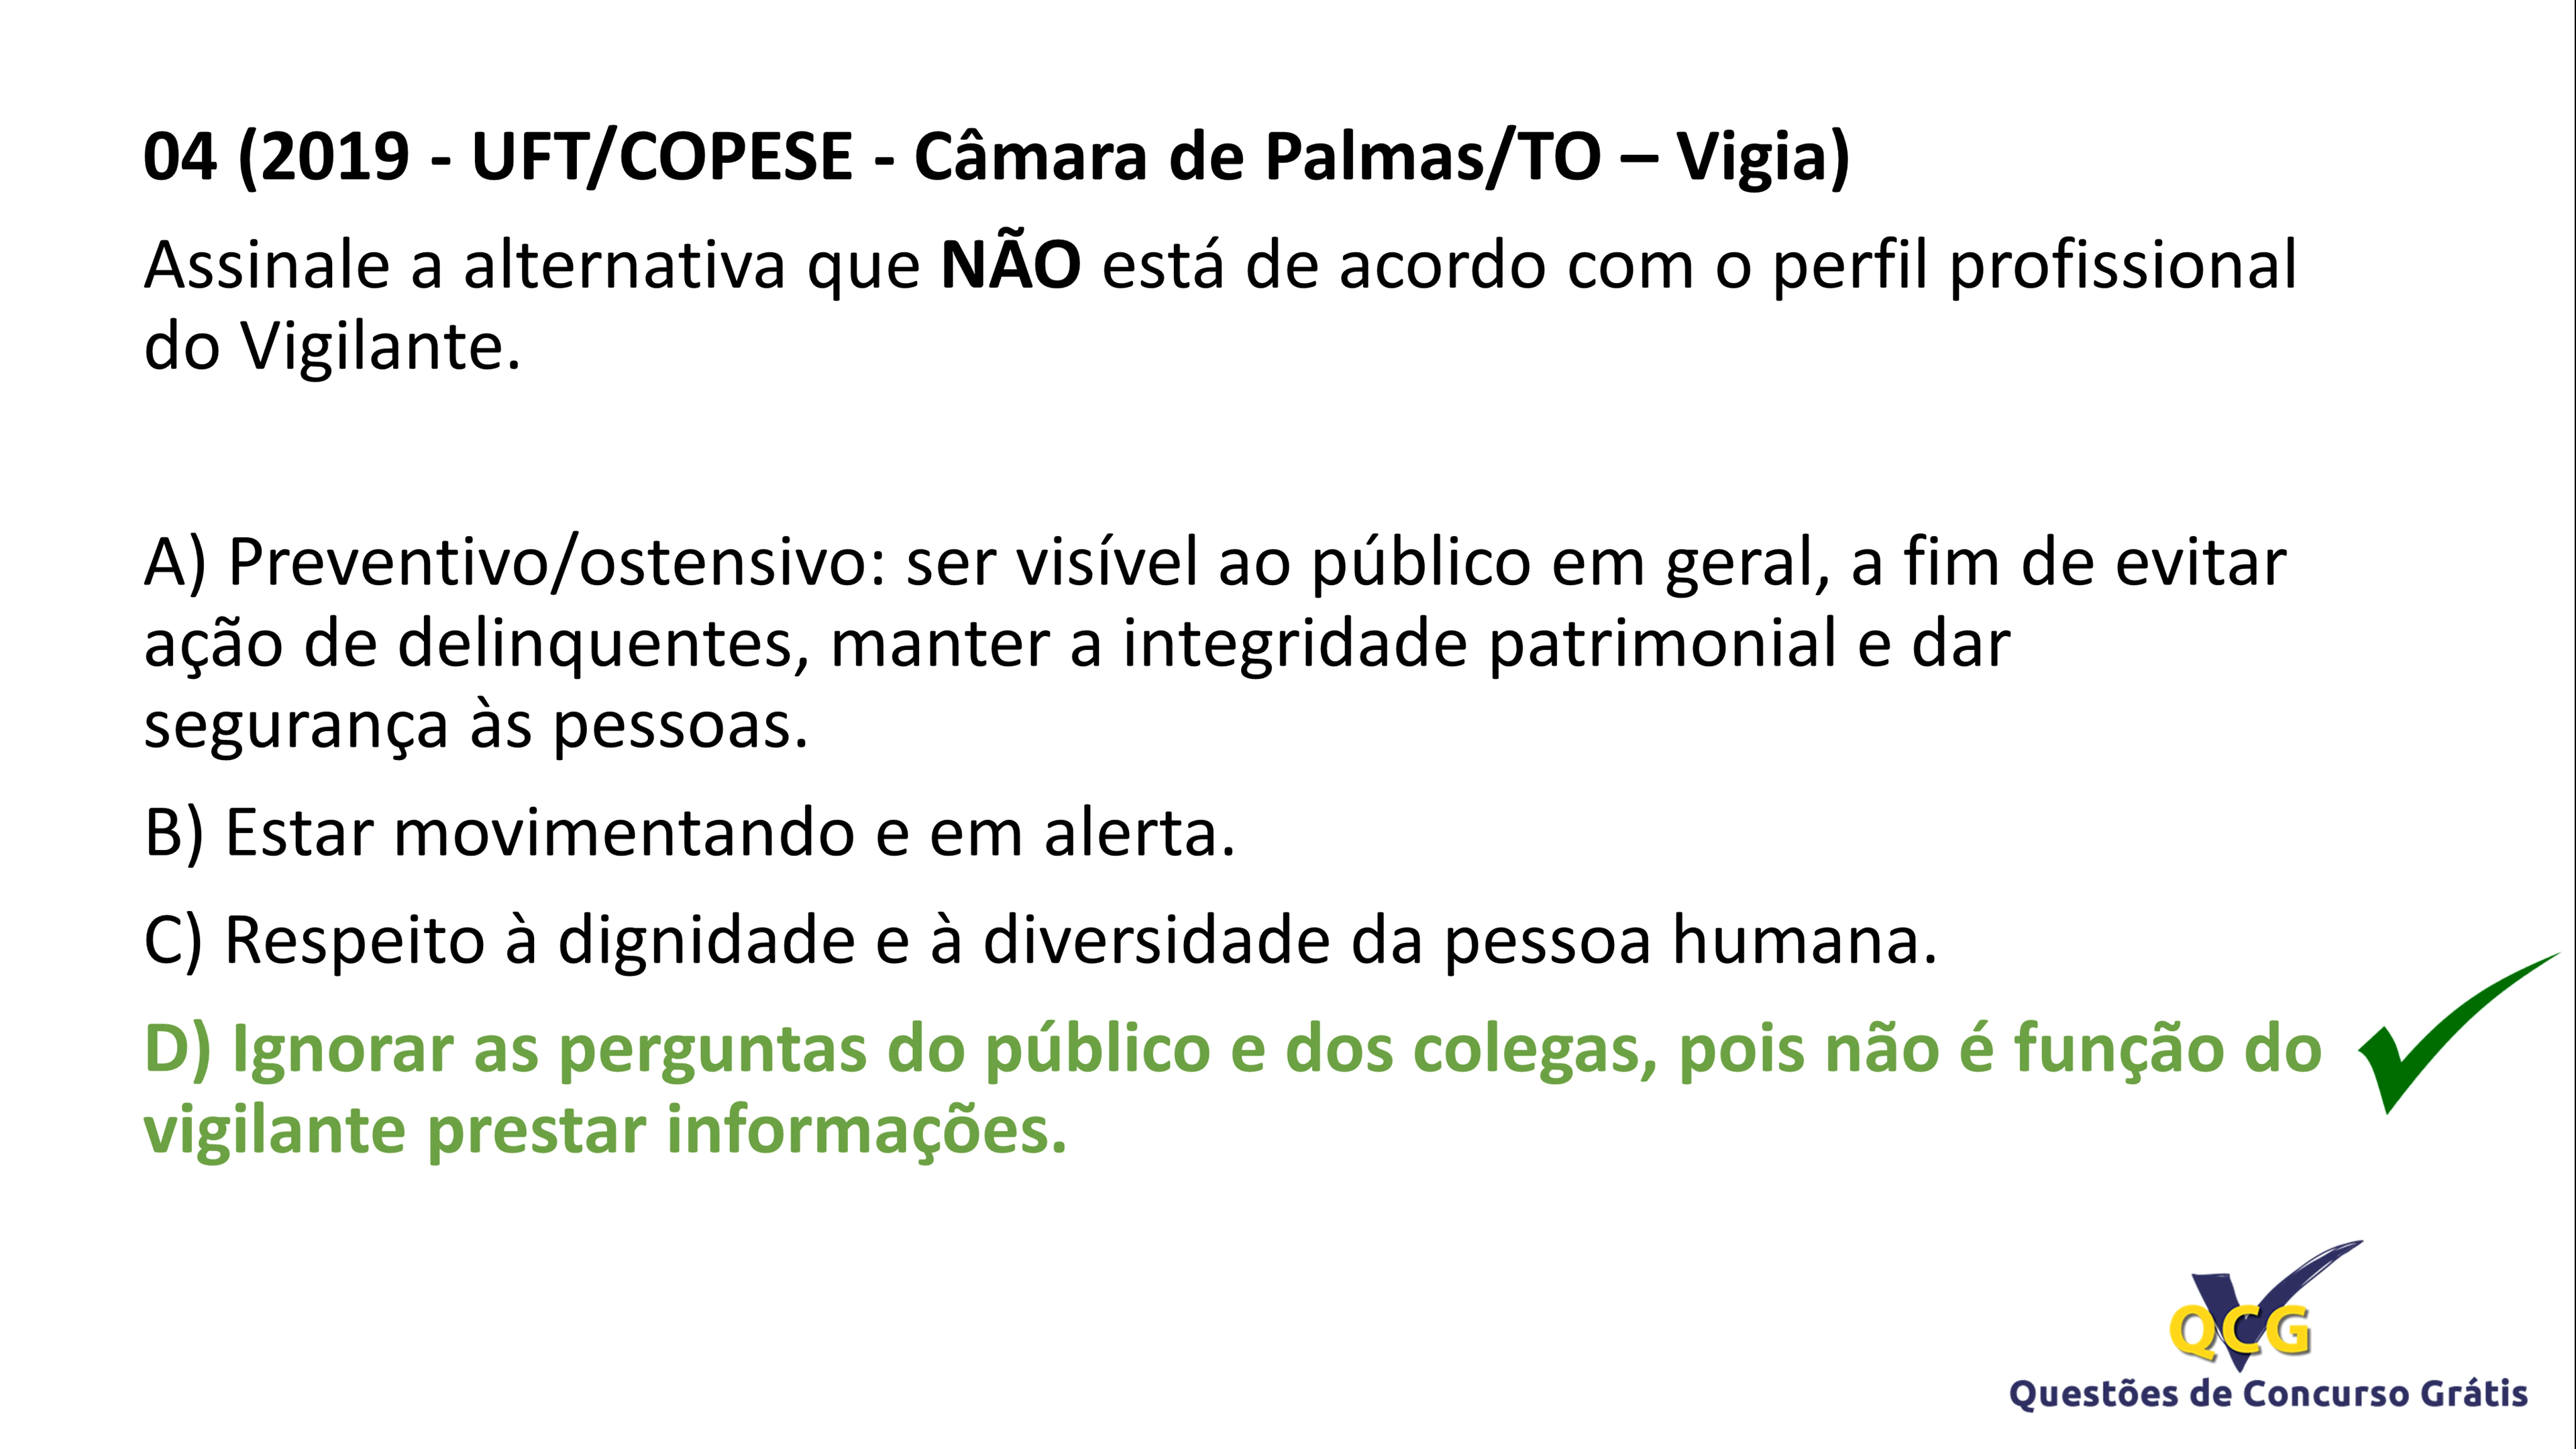 04 (2019 - UFT/COPESE - Câmara de Palmas/TO – Vigia)
Assinale a alternativa que NÃO está de acordo com o perfil profissional
do Vigilante.
A) Preventivo/ostensivo: ser visível ao público em geral, a fim de evitar
ação de delinquentes, manter a integridade patrimonial e dar
segurança às pessoas.
B) Estar movimentando e em alerta.
C) Respeito à dignidade e à diversidade da pessoa humana.
D) Ignorar as perguntas do público e dos colegas, pois não é função do
vigilante prestar informações.
QCG
Questões de Concurso Grátis